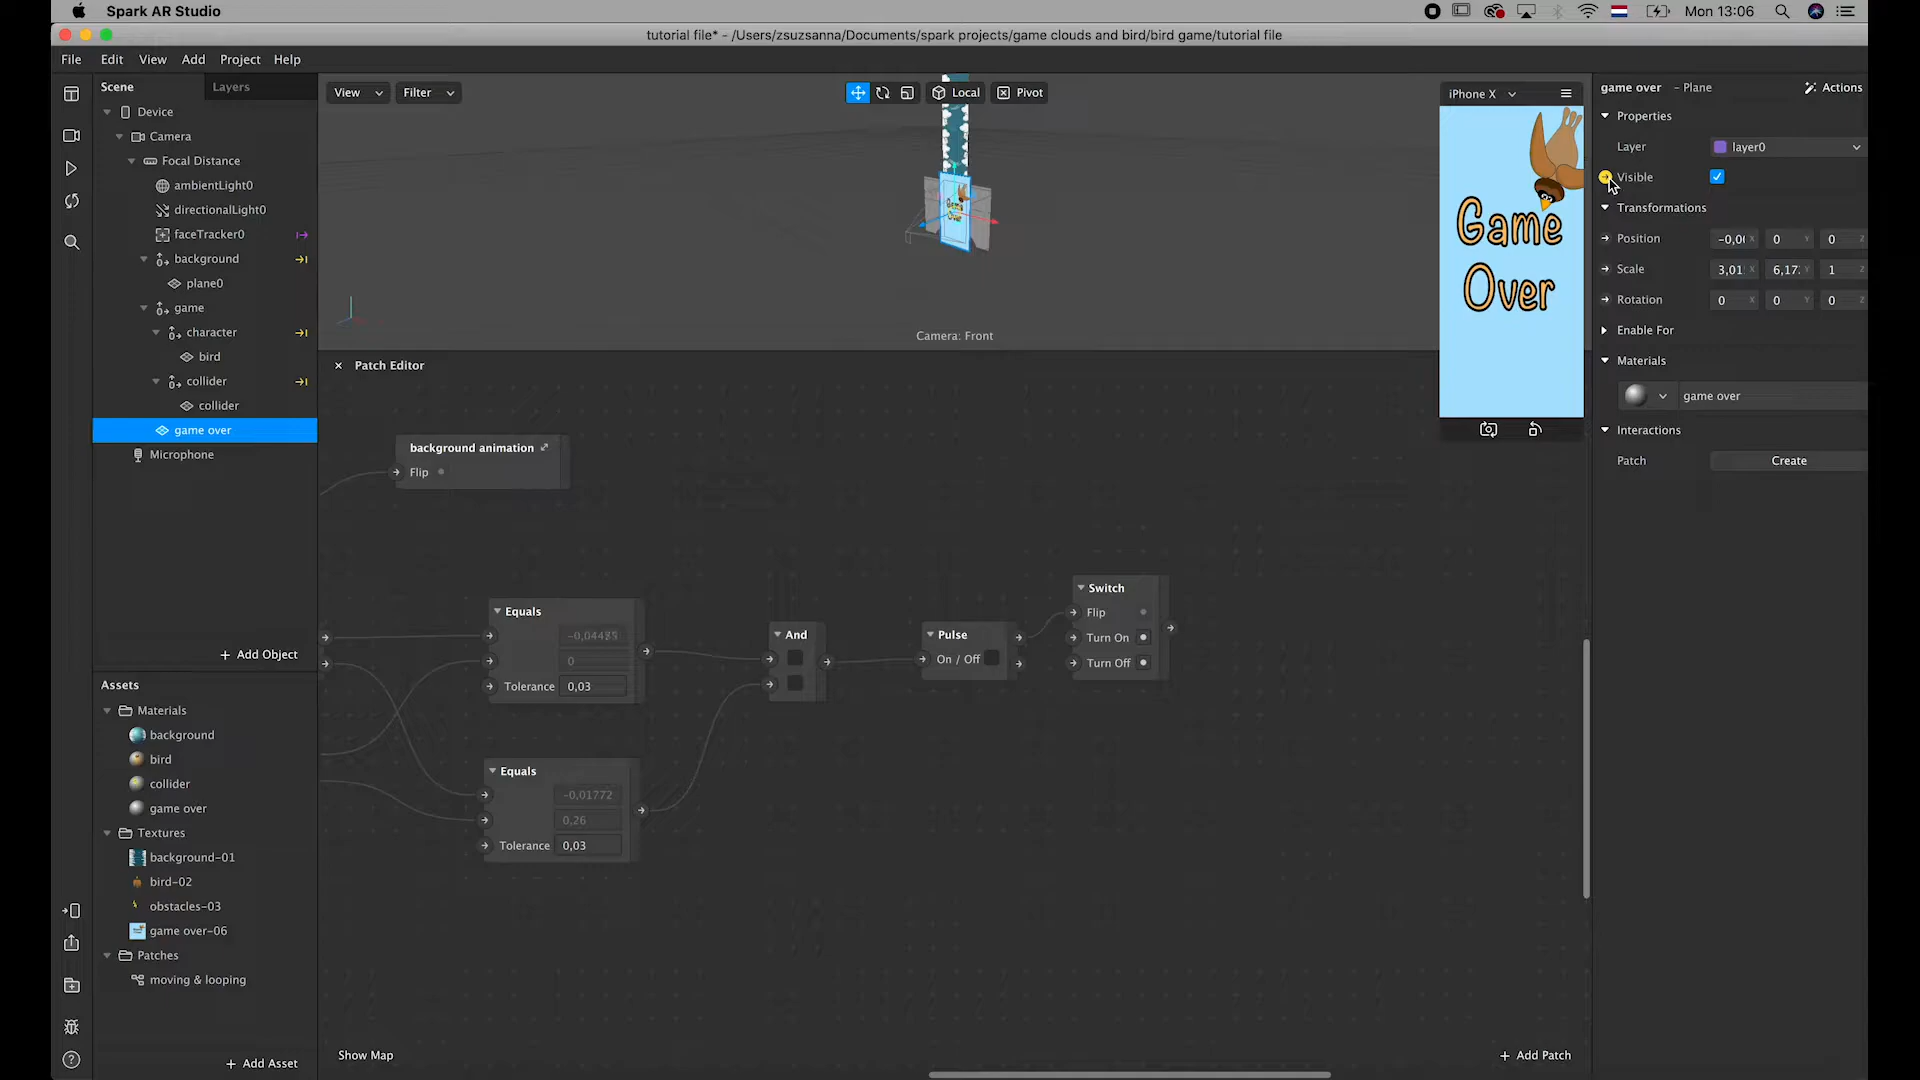 Spark AR Studio
Mon 13:06
tutorial file* - /Users/zsuzsanna/Documents/spark projects/game clouds and bird/bird game/tutorial file
File Edit View Add Project Help
Scene
Layers
Device
Camera
Focal Distance
ambientLight0
directionalLight0
faceTracker0
background
plane0
game
character
bird
collider
collider
game over
Microphone
+ Add Object
Assets
Materials
background
bird
collider
game over
Textures
background-01
bird-02
obstacles-03
game over-06
Patches
moving & looping
+ Add Asset
View
Filter
Local
Pivot
Camera: Front
iPhone X
Game
Over
Patch Editor
background animation
Flip
Equals
0
Tolerance 0,03
Equals
-0,01772
0,26
Tolerance 0,03
And
Pulse
On / Off
Switch
Flip
Turn On
Turn Off
Show Map
+ Add Patch
game over - Plane
Actions
Properties
Layer layer0
Visible
Transformations
Position -0,0 X 0 Y 0 Z
Scale 3,01 X 6,17 Y 1 Z
Rotation 0 X 0 Y 0 Z
Enable For
Materials
game over
Interactions
Patch Create